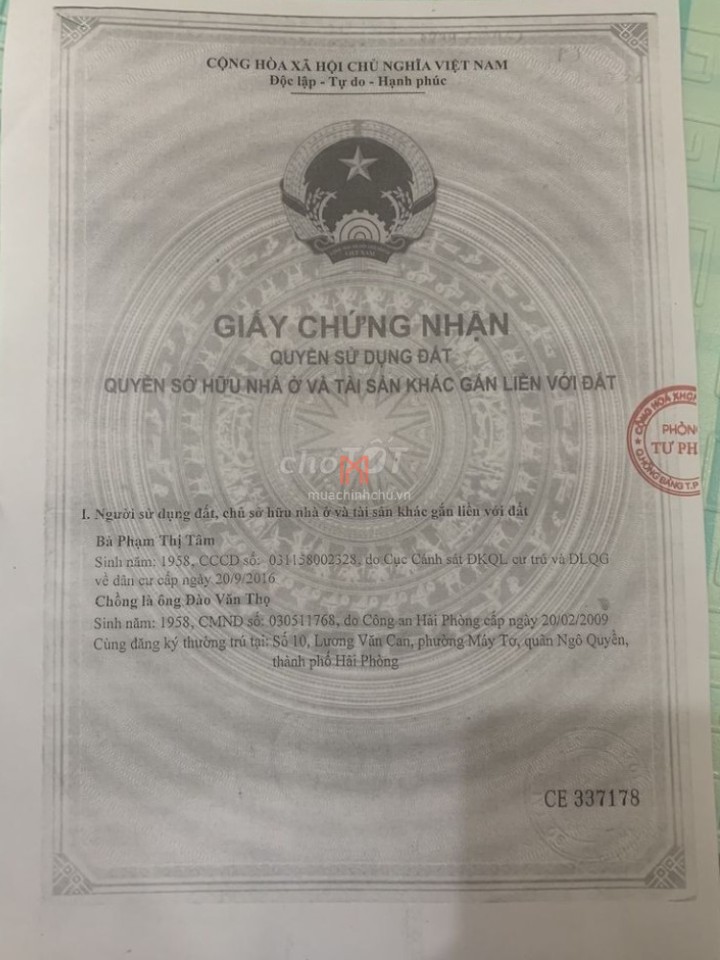 CỘNG HÒA XÃ HỘI CHỦ NGHĨA VIỆT NAM
Độc lập - Tự do - Hạnh phúc
GIẤY CHỨNG NHẬN
QUYỀN SỬ DỤNG ĐẤT
QUYỀN SỞ HỮU NHÀ Ở VÀ TÀI SẢN KHÁC GẮN LIỀN VỚI ĐẤT
PHÒN
TƯ PH
choTỐT
muachinhchu.vn
I. Người sử dụng đất, chủ sở hữu nhà ở và tài sản khác gắn liền với đất
Bà Phạm Thị Tâm
Sinh năm: 1958, CCCD số: 031158002328, do Cục Cảnh sát ĐKQL cư trú và DLQG
về dân cư cấp ngày 20/9/2016
Chồng là ông Đào Văn Thọ
Sinh năm: 1958, CMND số: 030511768, do Công an Hải Phòng cấp ngày 20/02/2009
Cùng đăng ký thường trú tại: Số 10, Lương Văn Can, phường Máy Tơ, quận Ngô Quyền,
thành phố Hải Phòng
CE 337178